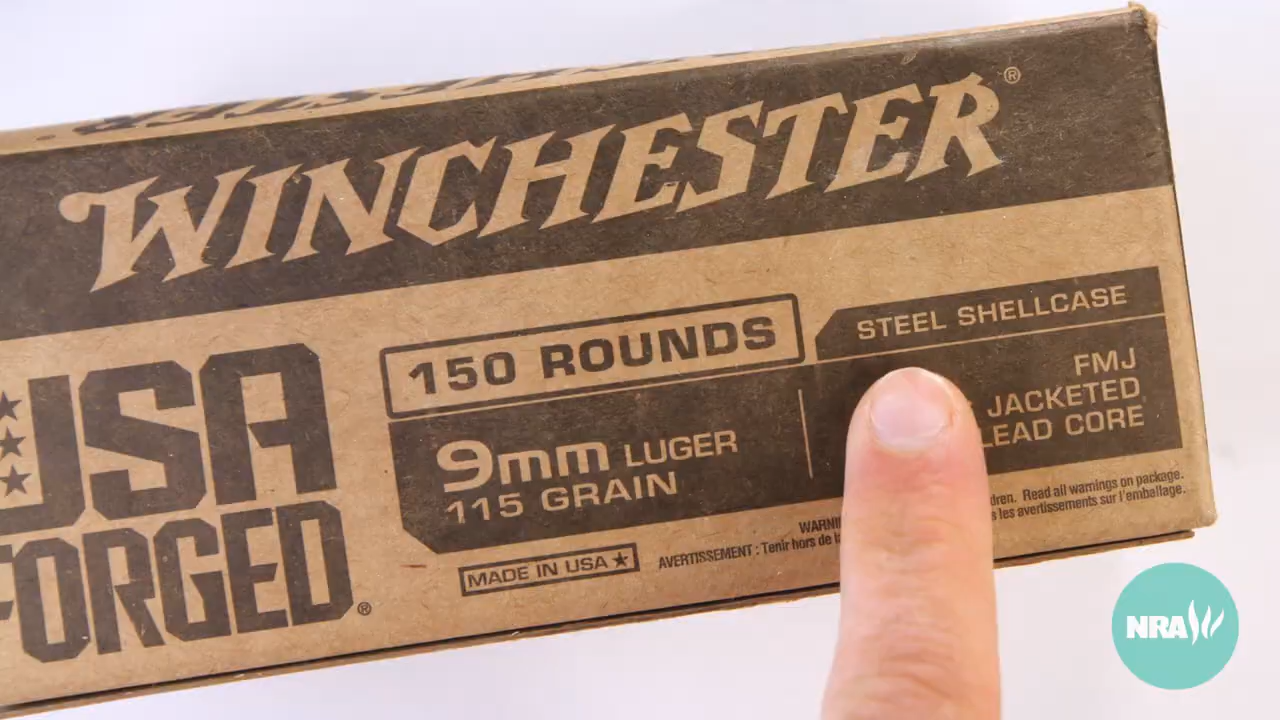 WINCHESTER®
150 ROUNDS
STEEL SHELLCASE
USA
FORGED®
9mm LUGER
115 GRAIN
FMJ
JACKETED
LEAD CORE
dren. Read all warnings on package.
AVERTISSEMENT : Tenir hors de
les avertissements sur l'emballage.
MADE IN USA
NRA